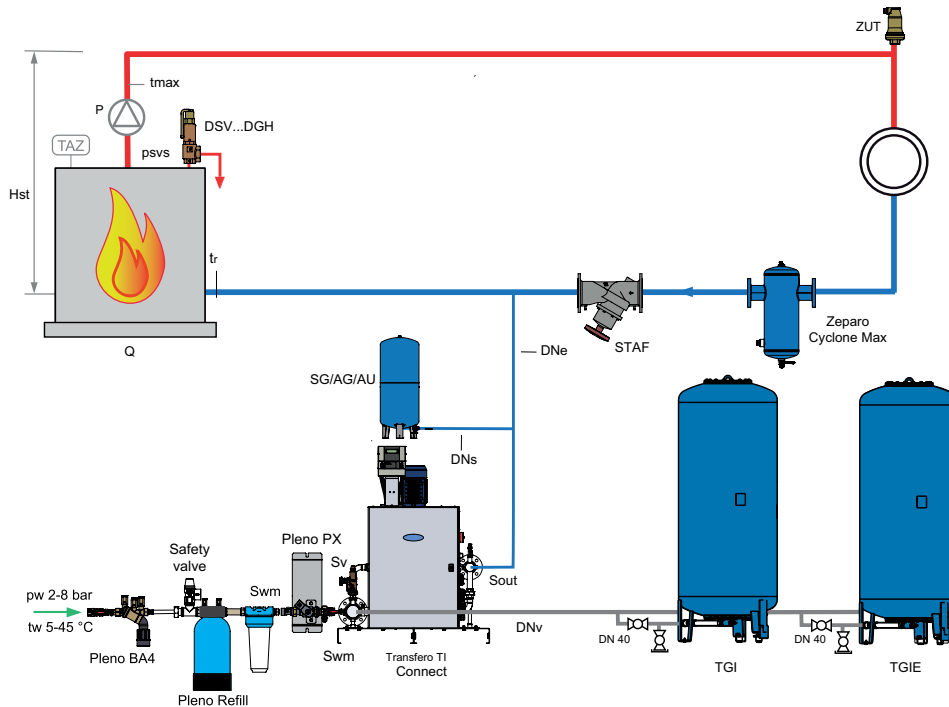 ZUT
tmax
P
DSV...DGH
TAZ
psvs
Hst
tr
Q
DNe
STAF
Zeparo
Cyclone Max
SG/AG/AU
DNs
Pleno PX
Safety
valve
Sv
Swm
Sout
pw 2-8 bar
tw 5-45 °C
DNv
DN 40
DN 40
Pleno BA4
Swm
Transfero TI
Connect
TGI
TGIE
Pleno Refill